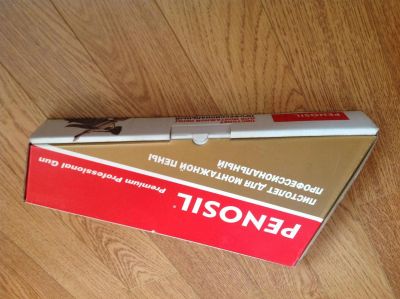 PENOSIL
Premium Professional Gun
ПИСТОЛЕТ ДЛЯ МОНТАЖНОЙ ПЕНЫ
ПРОФЕССИОНАЛЬНЫЙ
PENOSIL